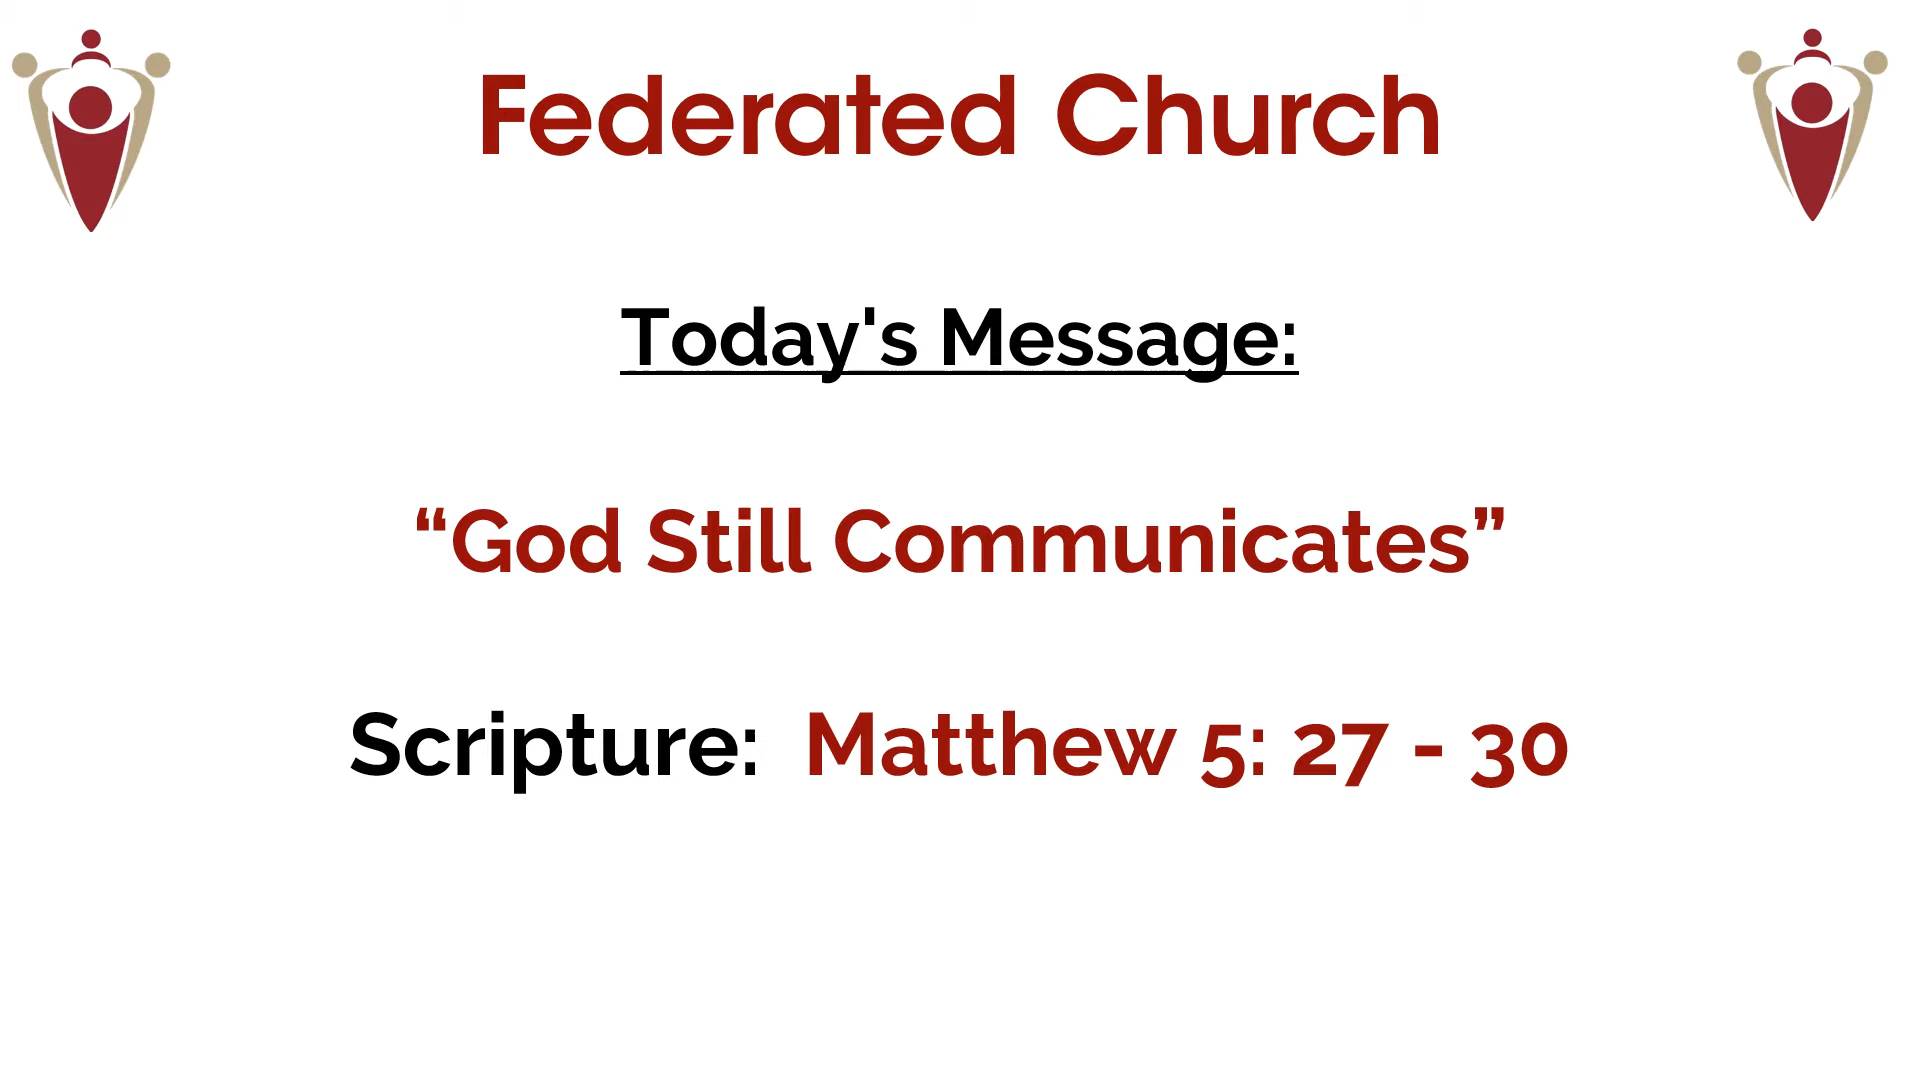 Federated Church
Today's Message:
“God Still Communicates”
Scripture: Matthew 5: 27 - 30